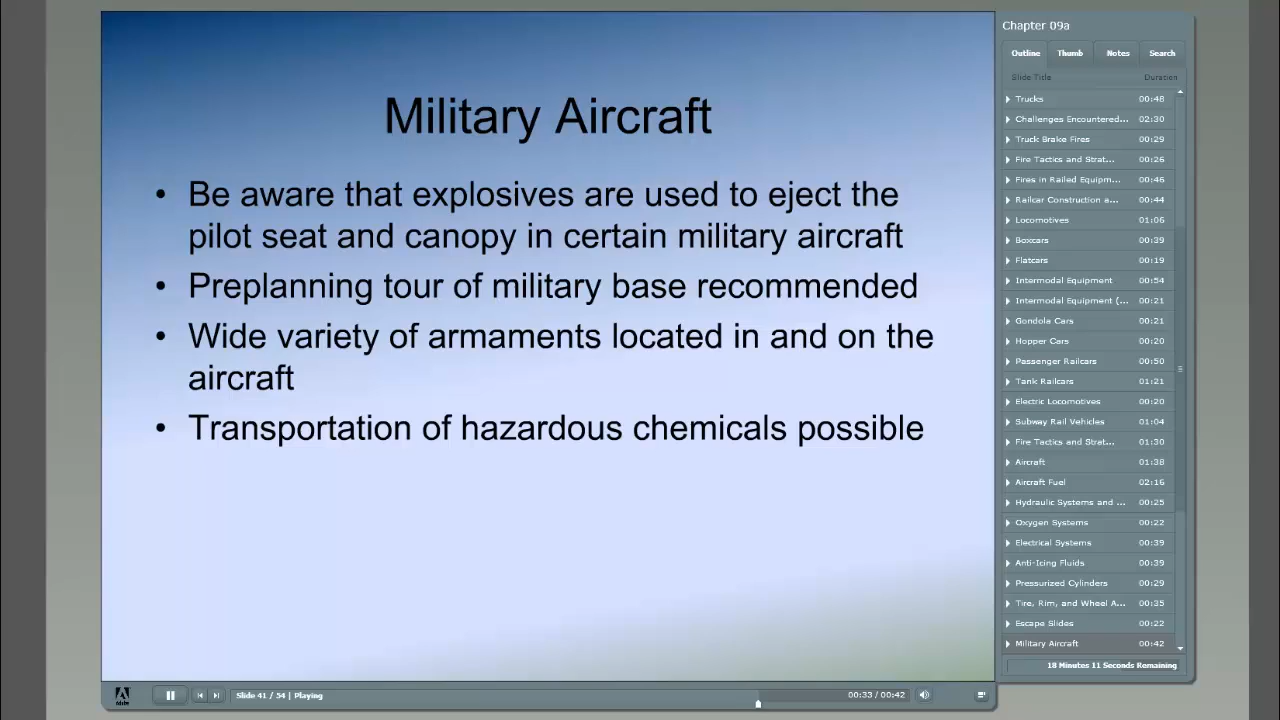 Military Aircraft
• Be aware that explosives are used to eject the
pilot seat and canopy in certain military aircraft
• Preplanning tour of military base recommended
• Wide variety of armaments located in and on the
aircraft
• Transportation of hazardous chemicals possible
Chapter 09a
Outline Thumb Notes Search
Slide Title Duration
Trucks 00:48
Challenges Encountered... 02:30
Truck Brake Fires 00:29
Fire Tactics and Strat... 00:26
Fires in Railed Equipm... 00:46
Railcar Construction a... 00:44
Locomotives 01:06
Boxcars 00:39
Flatcars 00:19
Intermodal Equipment 00:54
Intermodal Equipment (... 00:21
Gondola Cars 00:21
Hopper Cars 00:20
Passenger Railcars 00:50
Tank Railcars 01:21
Electric Locomotives 00:20
Subway Rail Vehicles 01:04
Fire Tactics and Strat... 01:30
Aircraft 01:38
Aircraft Fuel 02:16
Hydraulic Systems and ... 00:25
Oxygen Systems 00:22
Electrical Systems 00:39
Anti-Icing Fluids 00:39
Pressurized Cylinders 00:29
Tire, Rim, and Wheel A... 00:35
Escape Slides 00:22
Military Aircraft 00:42
18 Minutes 11 Seconds Remaining
Adobe
Slide 41 / 54 | Playing
00:33 / 00:42